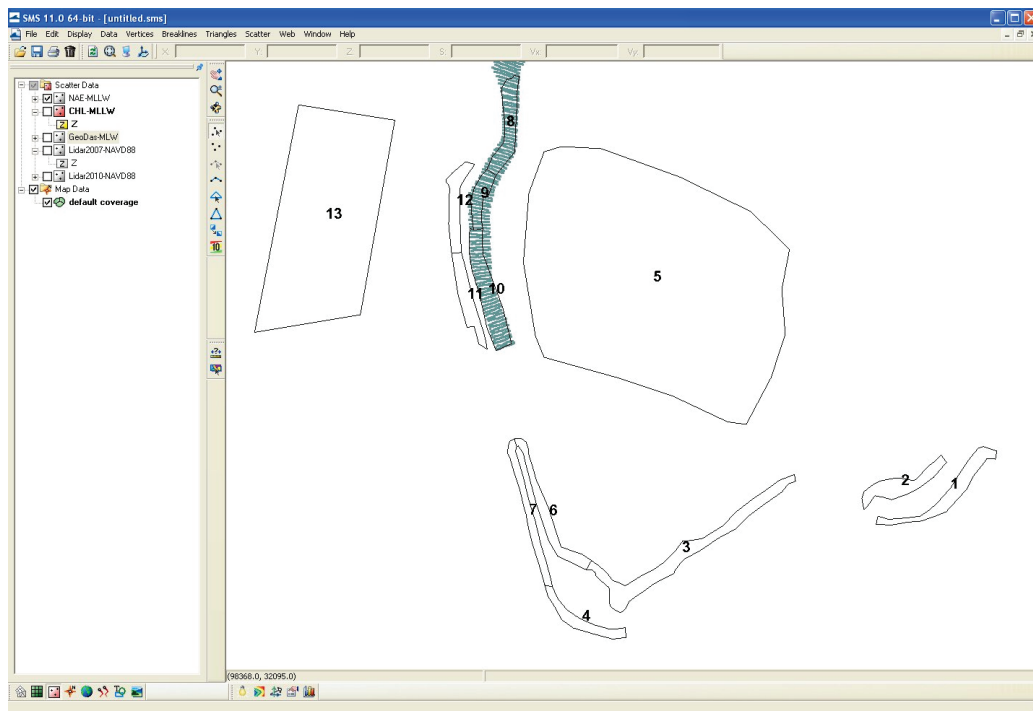 SMS 11.0 64-bit - [untitled.sms]
File Edit Display Data Vertices Breaklines Triangles Scatter Web Window Help
X: Y: Z: S: Vx: Vy:
Scatter Data
NAE-MLLW
CHL-MLLW
Z
GeoDas-MLW
Lidar2007-NAVD88
Z
Lidar2010-NAVD88
Map Data
default coverage
10
8
9
12
13
5
10
11
2
1
7
6
3
4
(98368.0, 32095.0)